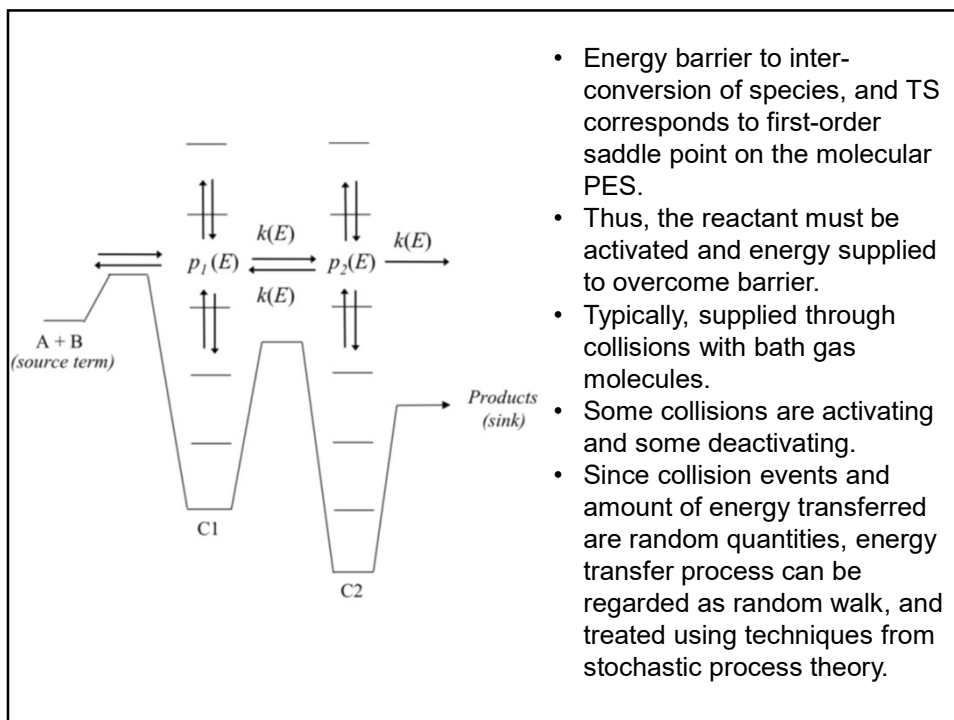 k(E)
k(E)
p₁(E)
p₂(E)
k(E)
A + B
(source term)
Products
(sink)
C1
C2
• Energy barrier to inter-
conversion of species, and TS
corresponds to first-order
saddle point on the molecular
PES.
• Thus, the reactant must be
activated and energy supplied
to overcome barrier.
• Typically, supplied through
collisions with bath gas
molecules.
• Some collisions are activating
and some deactivating.
• Since collision events and
amount of energy transferred
are random quantities, energy
transfer process can be
regarded as random walk, and
treated using techniques from
stochastic process theory.